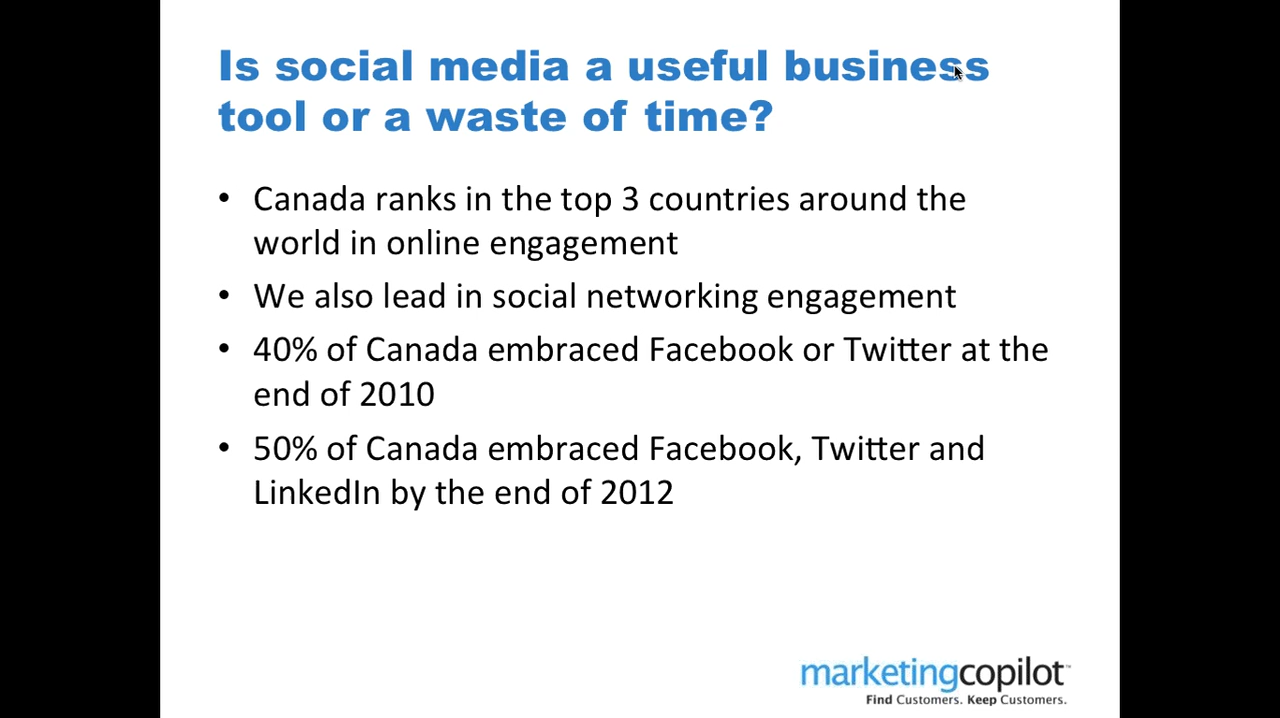 Is social media a useful business
tool or a waste of time?
• Canada ranks in the top 3 countries around the
world in online engagement
• We also lead in social networking engagement
• 40% of Canada embraced Facebook or Twitter at the
end of 2010
• 50% of Canada embraced Facebook, Twitter and
LinkedIn by the end of 2012
marketingcopilot™
Find Customers. Keep Customers.